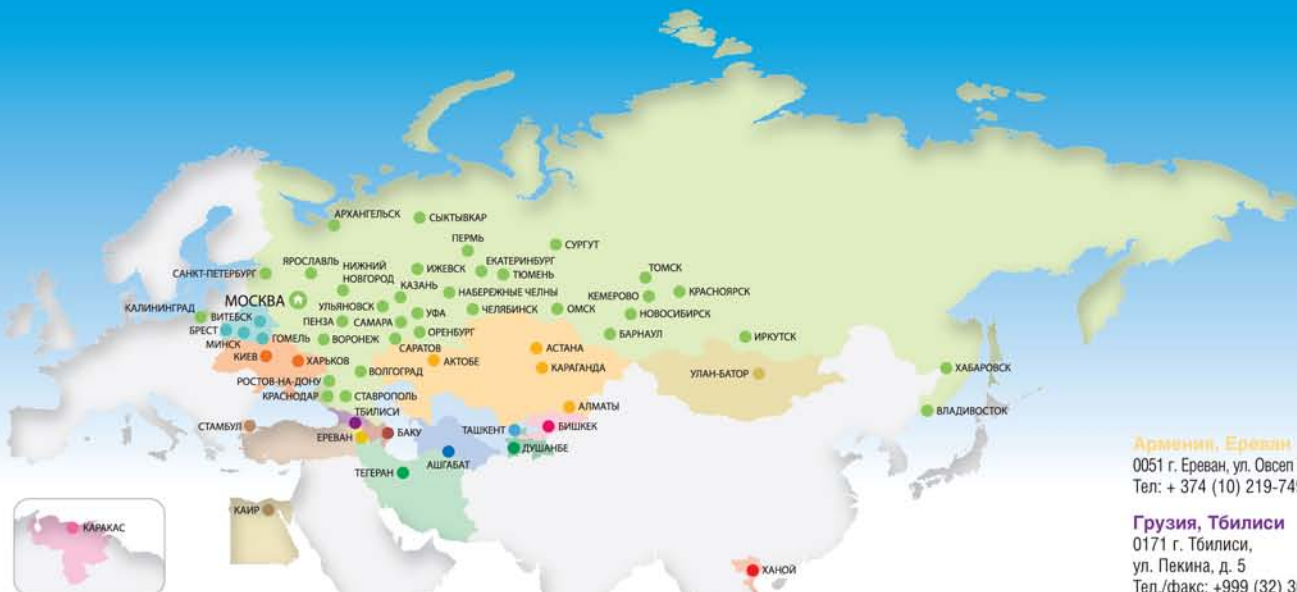 АРХАНГЕЛЬСК
СЫКТЫВКАР
ПЕРМЬ
СУРГУТ
САНКТ-ПЕТЕРБУРГ
ЯРОСЛАВЛЬ
НИЖНИЙ
НОВГОРОД
ИЖЕВСК
ЕКАТЕРИНБУРГ
ТЮМЕНЬ
ТОМСК
КАЗАНЬ
МОСКВА
НАБЕРЕЖНЫЕ ЧЕЛНЫ
КЕМЕРОВО
КРАСНОЯРСК
КАЛИНИНГРАД
УЛЬЯНОВСК
ЧЕЛЯБИНСК
ОМСК
НОВОСИБИРСК
ВИТЕБСК
ПЕНЗА
САМАРА
УФА
БРЕСТ
ОРЕНБУРГ
БАРНАУЛ
ИРКУТСК
МИНСК
ГОМЕЛЬ
ВОРОНЕЖ
САРАТОВ
АСТАНА
КИЕВ
ХАРЬКОВ
АКТОБЕ
КАРАГАНДА
УЛАН-БАТОР
ХАБАРОВСК
ВОЛГОГРАД
РОСТОВ-НА-ДОНУ
КРАСНОДАР
СТАВРОПОЛЬ
АЛМАТЫ
ВЛАДИВОСТОК
ТБИЛИСИ
СТАМБУЛ
ЕРЕВАН
БАКУ
ТАШКЕНТ
БИШКЕК
ДУШАНБЕ
АШГАБАТ
ТЕГЕРАН
КАИР
КАРАКАС
ХАНОЙ
Армения, Ереван
0051 г. Ереван, ул. Овсеп
Тел: + 374 (10) 219-74
Грузия, Тбилиси
0171 г. Тбилиси,
ул. Пекина, д. 5
Тел./факс: +999 (32) 3